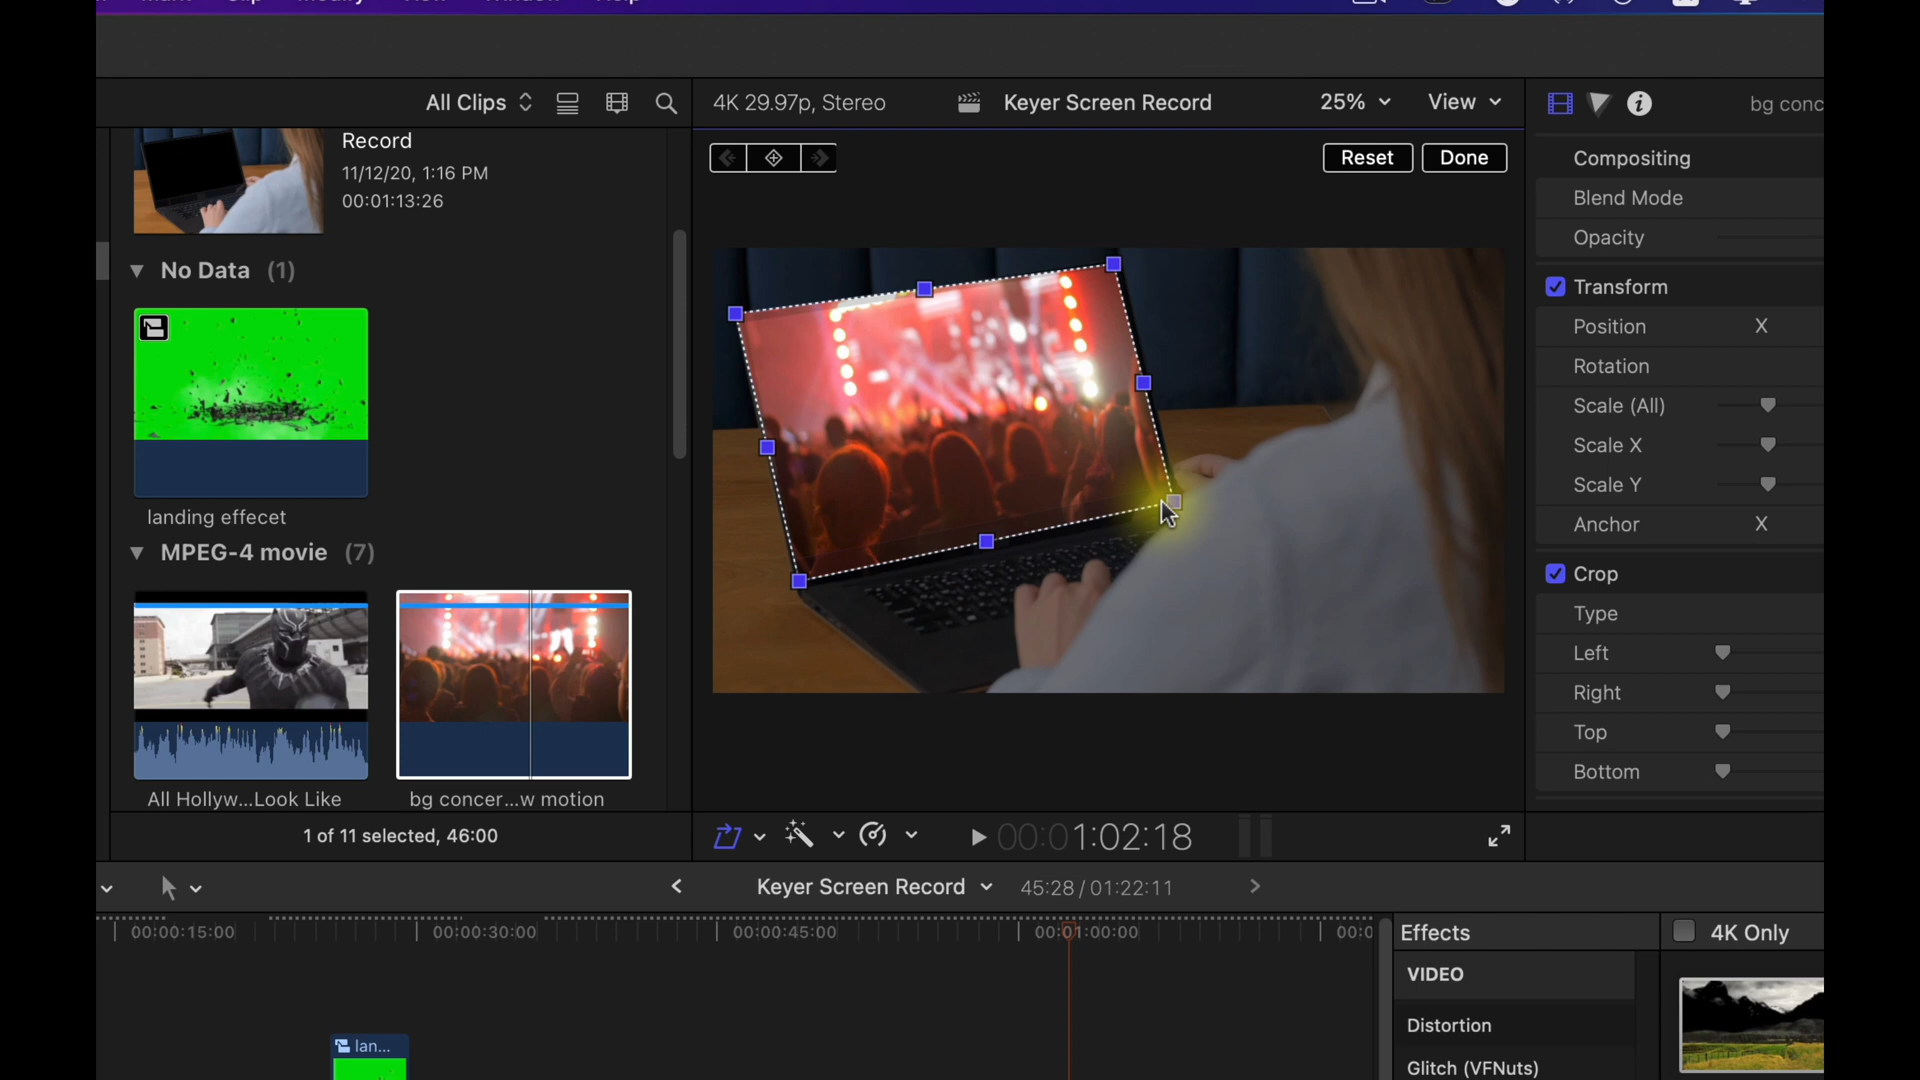 All Clips
4K 29.97p, Stereo
Keyer Screen Record
25%
View
bg conc
Record
11/12/20, 1:16 PM
00:01:13:26
Reset
Done
Compositing
Blend Mode
Opacity
No Data (1)
Transform
Position X
Rotation
Scale (All)
Scale X
Scale Y
Anchor X
landing effecet
MPEG-4 movie (7)
Crop
Type
Left
Right
Top
Bottom
All Hollyw...Look Like
bg concer...w motion
1 of 11 selected, 46:00
00:01:02:18
Keyer Screen Record
45:28 / 01:22:11
00:00:15:00
00:00:30:00
00:00:45:00
00:01:00:00
00:0
Effects
4K Only
VIDEO
Distortion
Glitch (VFNuts)
lan...